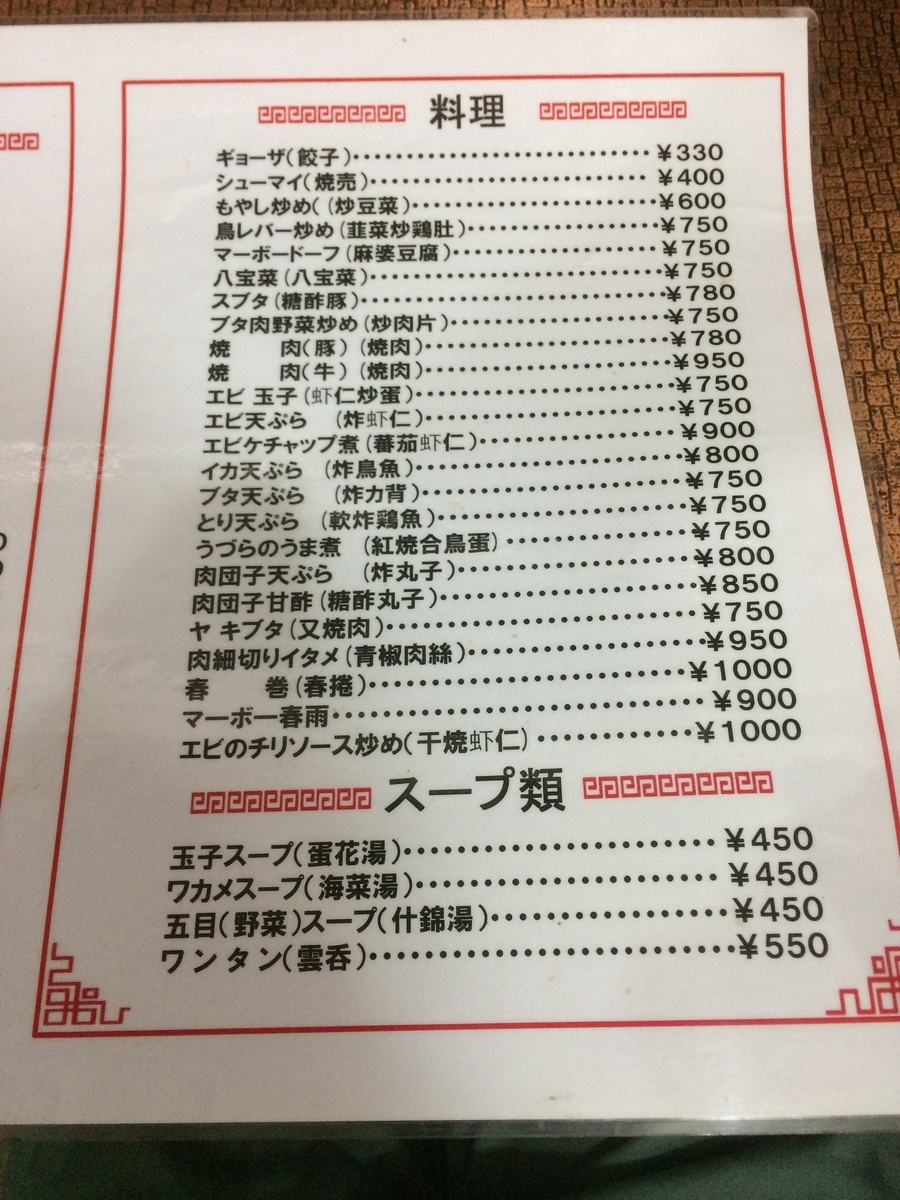 料理
ギョーザ(餃子)‥‥‥‥‥‥‥‥‥¥330
シューマイ(焼売)‥‥‥‥‥‥‥‥‥¥400
もやし炒め((炒豆菜)‥‥‥‥‥‥‥‥¥600
鳥レバー炒め(韮菜炒鶏肚)‥‥‥‥‥‥¥750
マーボードーフ(麻婆豆腐)‥‥‥‥‥‥¥750
八宝菜(八宝菜)‥‥‥‥‥‥‥‥‥¥750
スブタ(糖酢豚)‥‥‥‥‥‥‥‥‥¥780
ブタ肉野菜炒め(炒肉片)‥‥‥‥‥‥‥¥750
焼　　肉(豚)(焼肉)‥‥‥‥‥‥‥‥¥780
焼　　肉(牛)(焼肉)‥‥‥‥‥‥‥‥¥950
エビ 玉子(虾仁炒蛋)‥‥‥‥‥‥‥‥¥750
エビ天ぷら　(炸虾仁)‥‥‥‥‥‥‥‥¥750
エビケチャップ煮(蕃茄虾仁)‥‥‥‥‥‥¥900
イカ天ぷら　(炸鳥魚)‥‥‥‥‥‥‥‥¥800
ブタ天ぷら　(炸カ背)‥‥‥‥‥‥‥‥¥750
とり天ぷら　(軟炸鶏魚)‥‥‥‥‥‥‥¥750
うづらのうま煮　(紅焼合鳥蛋)‥‥‥‥‥¥750
肉団子天ぷら　(炸丸子)‥‥‥‥‥‥‥¥800
肉団子甘酢(糖酢丸子)‥‥‥‥‥‥‥‥¥850
ヤ キブタ(叉焼肉)‥‥‥‥‥‥‥‥‥¥750
肉細切りイタメ(青椒肉絲)‥‥‥‥‥‥¥950
春　　巻(春捲)‥‥‥‥‥‥‥‥‥¥1000
マーボー春雨‥‥‥‥‥‥‥‥‥‥‥¥900
エビのチリソース炒め(干焼虾仁)‥‥‥‥¥1000
スープ類
玉子スープ(蛋花湯)‥‥‥‥‥‥‥‥¥450
ワカメスープ(海菜湯)‥‥‥‥‥‥‥‥¥450
五目(野菜)スープ(什錦湯)‥‥‥‥‥‥¥450
ワンタン(雲呑)‥‥‥‥‥‥‥‥‥‥¥550